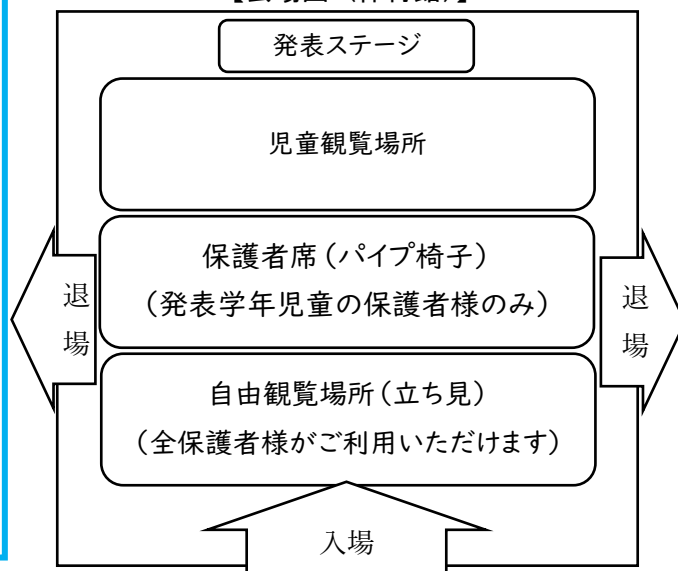 発表ステージ
児童観覧場所
保護者席(パイプ椅子)
(発表学年児童の保護者様のみ)
退場
退場
自由観覧場所(立ち見)
(全保護者様がご利用いただけます)
入場